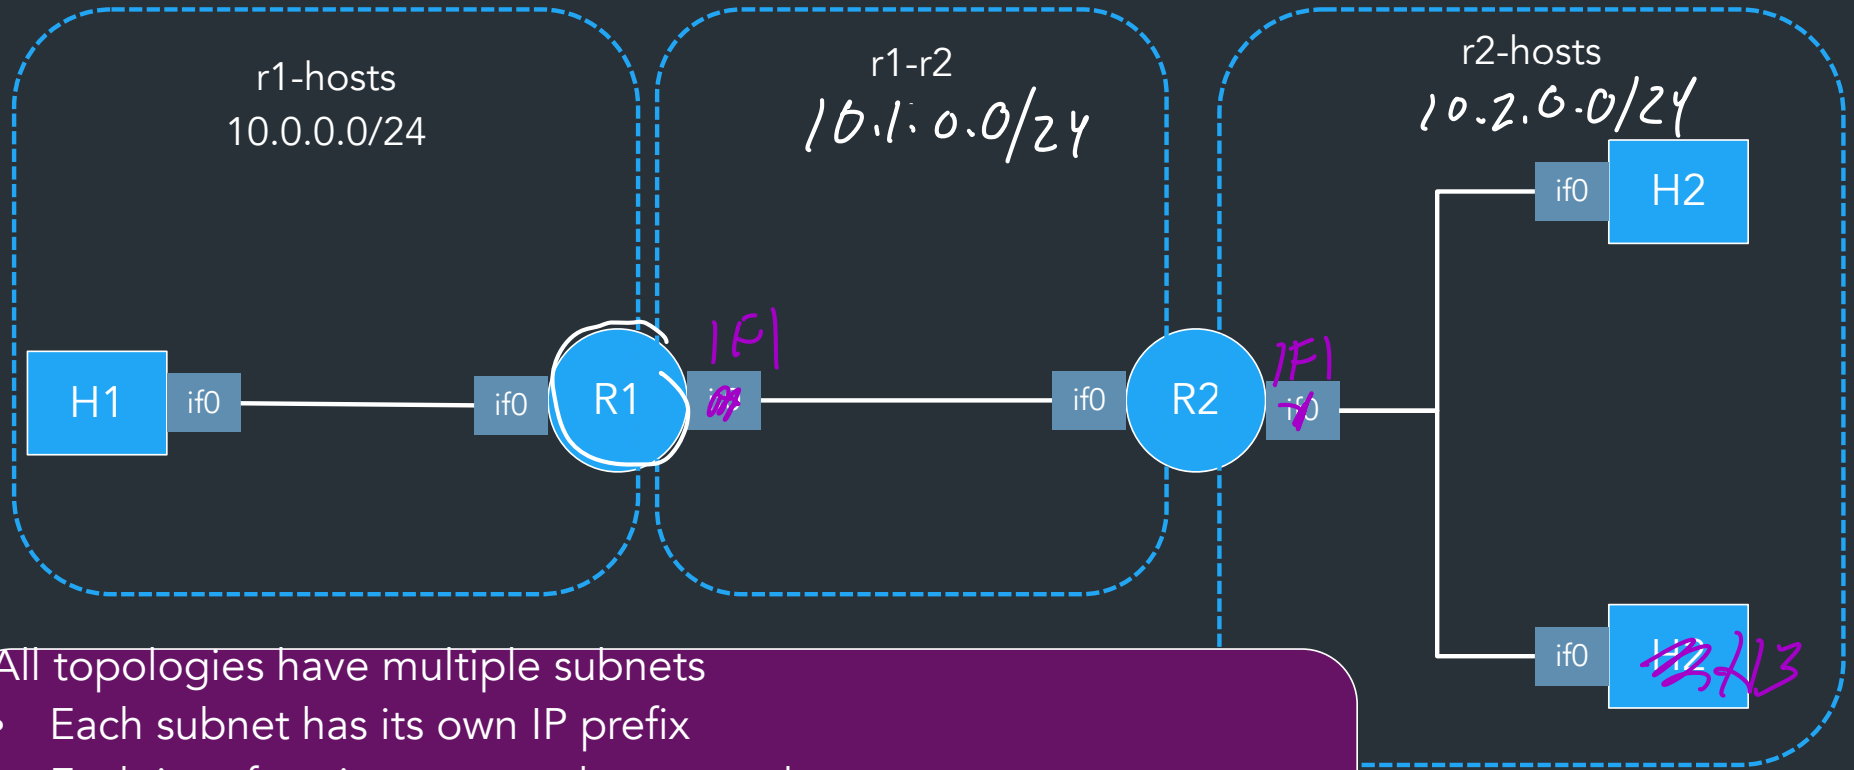 r1-hosts
10.0.0.0/24
r1-r2
10.1.0.0/24
r2-hosts
10.2.0.0/24
if0 H2
IF1
IF1
H1 if0
if0 R1
if0 R2 if0
if0 H2 H3
All topologies have multiple subnets
• Each subnet has its own IP prefix